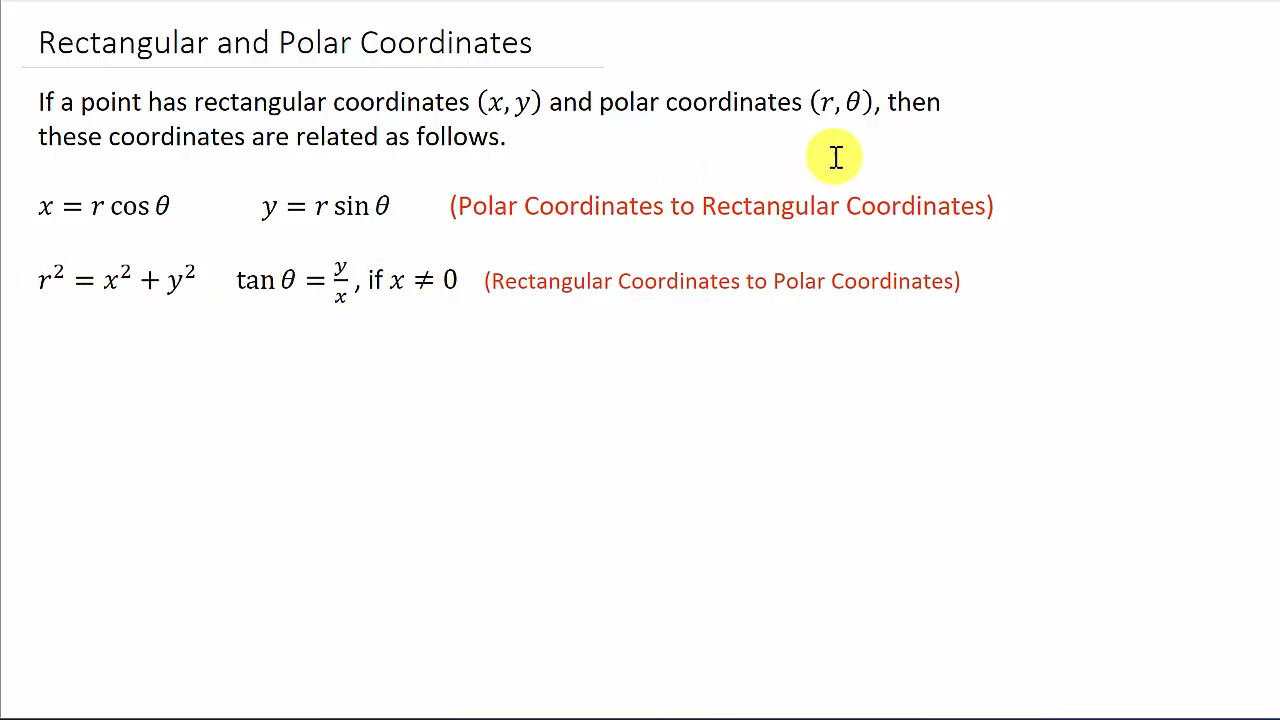 Rectangular and Polar Coordinates
If a point has rectangular coordinates (x, y) and polar coordinates (r, θ), then
these coordinates are related as follows.
x = r cos θ y = r sin θ (Polar Coordinates to Rectangular Coordinates)
r² = x² + y² tan θ = y/x, if x ≠ 0 (Rectangular Coordinates to Polar Coordinates)